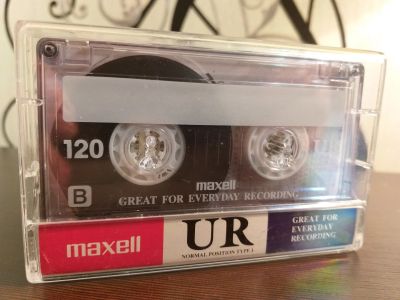 120
B
maxell
GREAT FOR EVERYDAY RECORDING
maxell
UR
NORMAL POSITION TYPE I
GREAT FOR
EVERYDAY
RECORDING